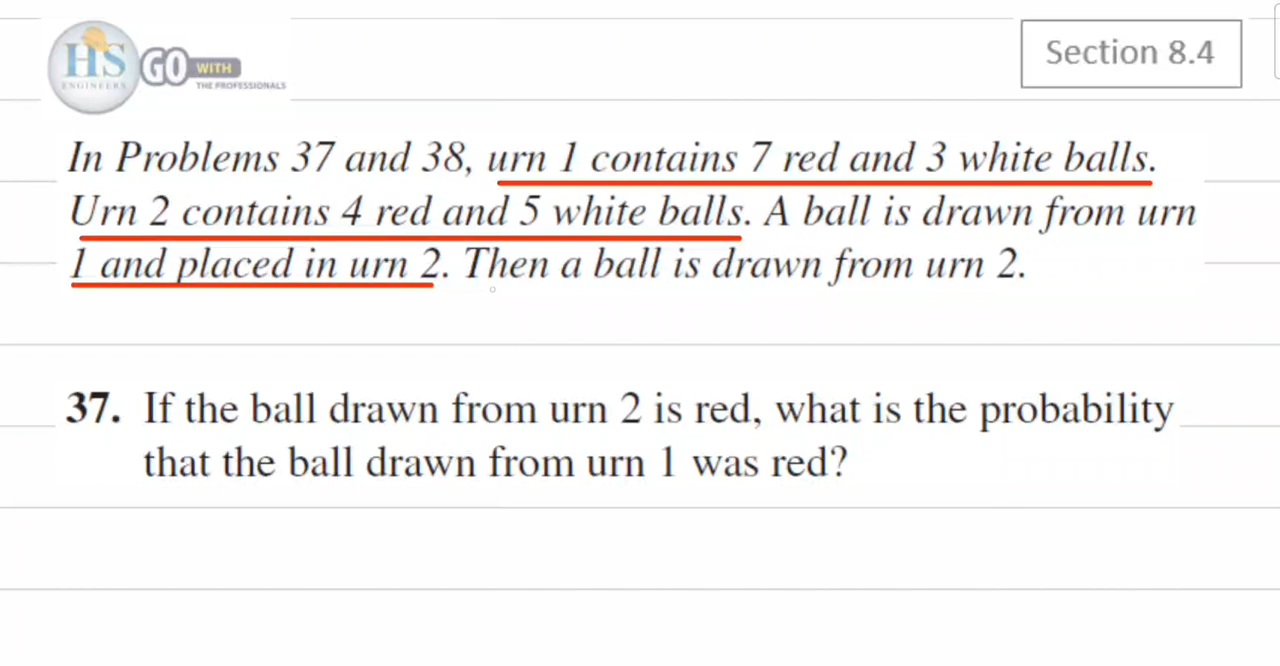 HS
ENGINEERS
GO WITH
THE PROFESSIONALS
Section 8.4
In Problems 37 and 38, urn 1 contains 7 red and 3 white balls.
Urn 2 contains 4 red and 5 white balls. A ball is drawn from urn
1 and placed in urn 2. Then a ball is drawn from urn 2.
37. If the ball drawn from urn 2 is red, what is the probability
that the ball drawn from urn 1 was red?